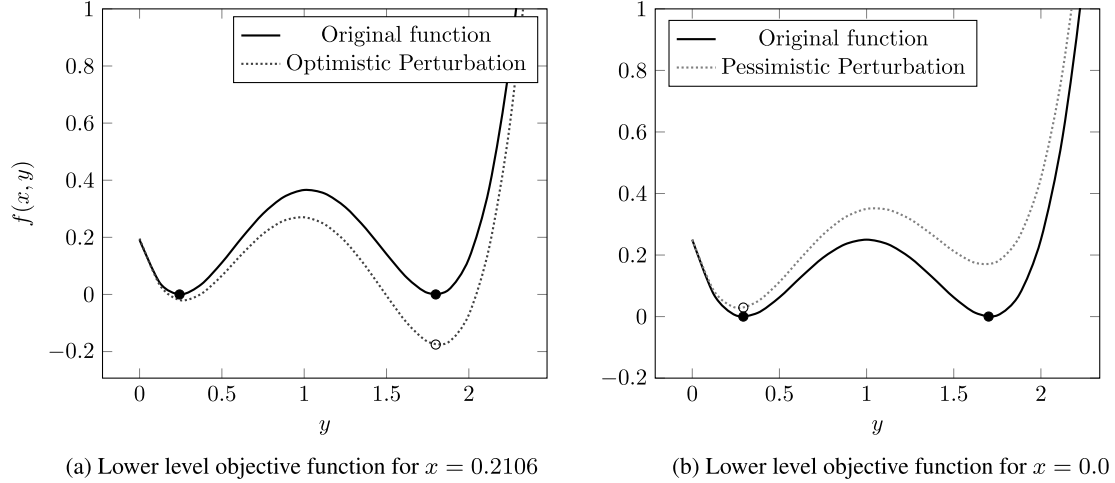 1
0.8
0.6
0.4
0.2
0
−0.2
f(x, y)
Original function
Optimistic Perturbation
0 0.5 1 1.5 2
y
(a) Lower level objective function for x = 0.2106
1
0.8
0.6
0.4
0.2
0
−0.2
Original function
Pessimistic Perturbation
0 0.5 1 1.5 2
y
(b) Lower level objective function for x = 0.0